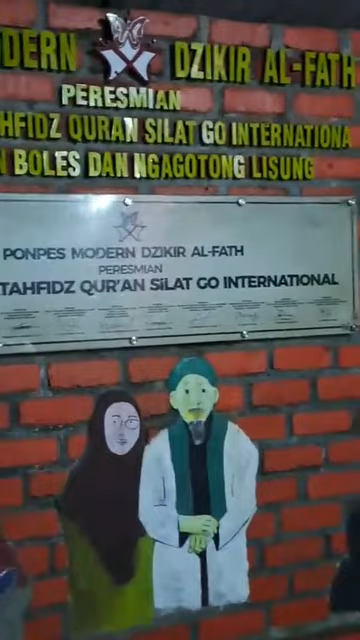 DERN DZIKIR AL-FATH
PERESMIAN
HFIDZ QURAN SILAT GO INTERNATIONA
N BOLES DAN NGAGOTONG LISUNG
PONPES MODERN DZIKIR AL-FATH
PERESMIAN
TAHFIDZ QUR'AN SiLAT GO INTERNATIONAL